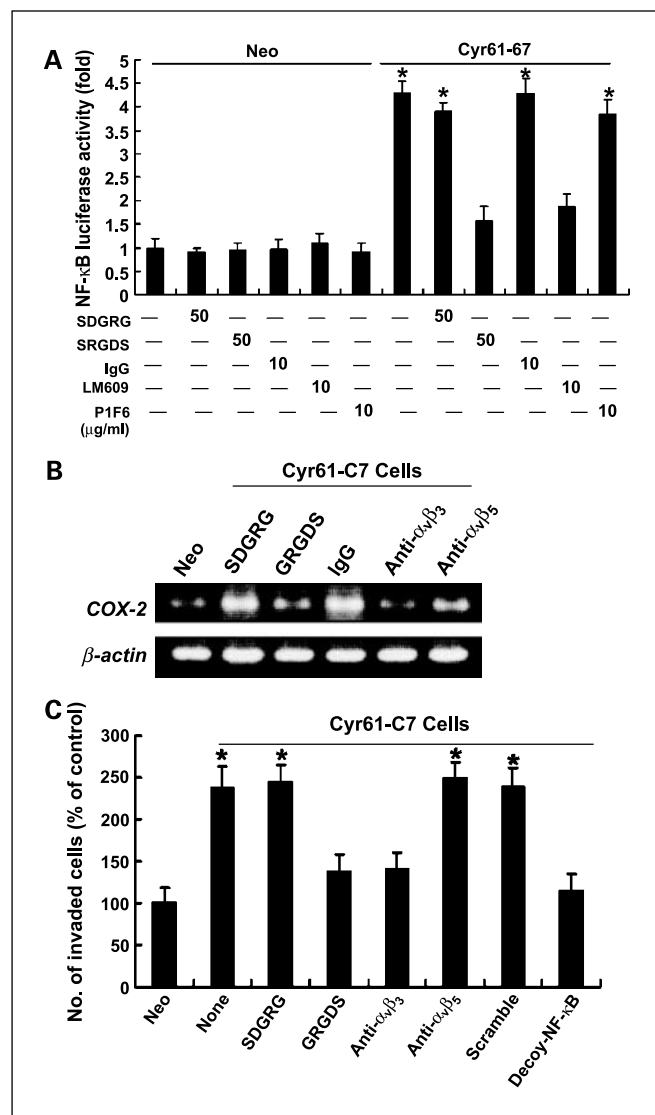 A
Neo Cyr61-67
NF-κB luciferase activity (fold)
5
4.5
4
3.5
3
2.5
2
1.5
1
0.5
0
* * * *
SDGRG — 50 — — — — — 50 — — — —
SRGDS — — 50 — — — — — 50 — — —
IgG — — — 10 — — — — — 10 — —
LM609 — — — — 10 — — — — — 10 —
P1F6 — — — — — 10 — — — — — 10
(μg/ml)
B
Cyr61-C7 Cells
Neo SDGRG GRGDS IgG Anti-αvβ3 Anti-αvβ5
COX-2
β-actin
C
Cyr61-C7 Cells
No. of invaded cells (% of control)
300
250
200
150
100
50
0
* * * *
Neo None SDGRG GRGDS Anti-αvβ3 Anti-αvβ5 Scramble Decoy-NF-κB